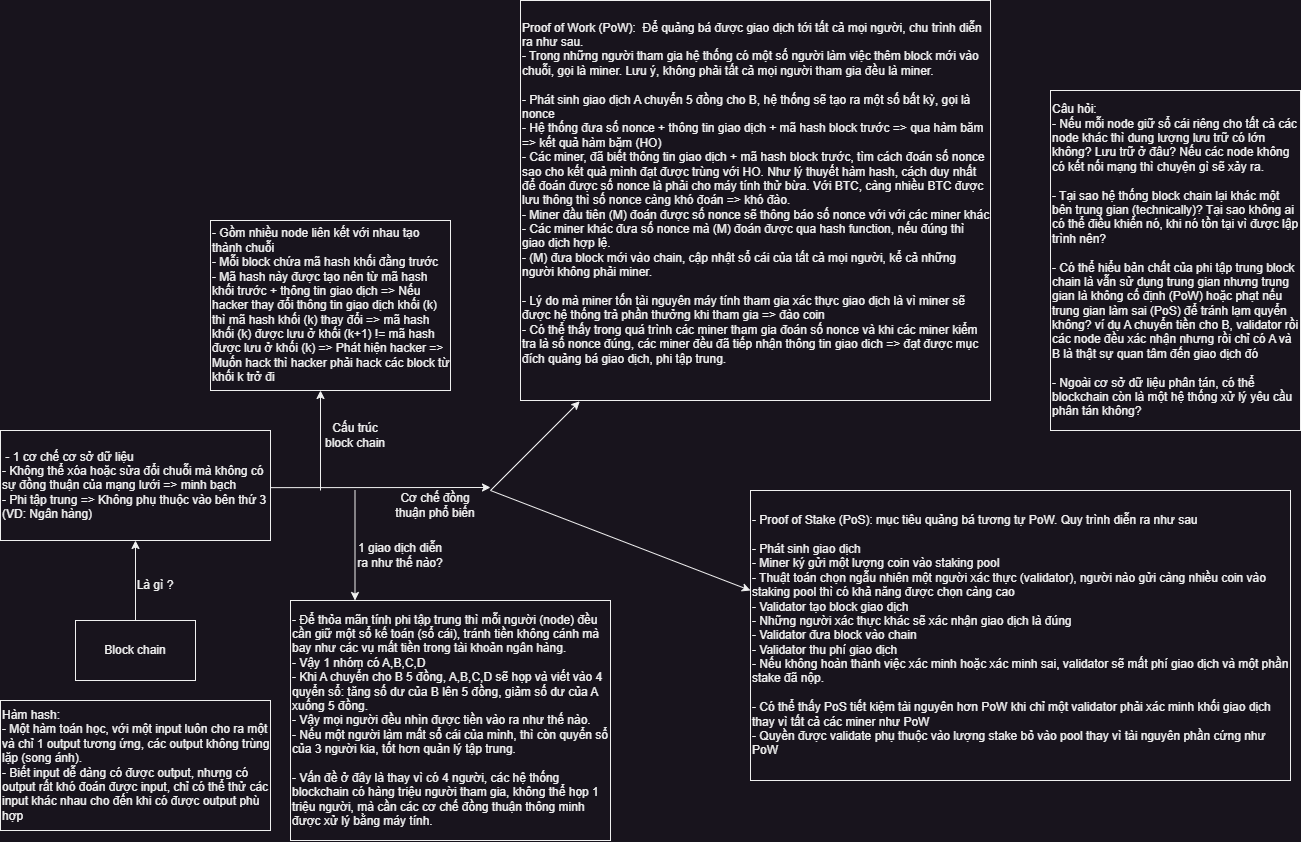 Proof of Work (PoW):  Để quảng bá được giao dịch tới tất cả mọi người, chu trình diễn
ra như sau.
- Trong những người tham gia hệ thống có một số người làm việc thêm block mới vào
chuỗi, gọi là miner. Lưu ý, không phải tất cả mọi người tham gia đều là miner.
- Phát sinh giao dịch A chuyển 5 đồng cho B, hệ thống sẽ tạo ra một số bất kỳ, gọi là
nonce
- Hệ thống đưa số nonce + thông tin giao dịch + mã hash block trước => qua hàm băm
=> kết quả hàm băm (HO)
- Các miner, đã biết thông tin giao dịch + mã hash block trước, tìm cách đoán số nonce
sao cho kết quả mình đạt được trùng với HO. Như lý thuyết hàm hash, cách duy nhất
để đoán được số nonce là phải cho máy tính thử bừa. Với BTC, càng nhiều BTC được
lưu thông thì số nonce càng khó đoán => khó đào.
- Miner đầu tiên (M) đoán được số nonce sẽ thông báo số nonce với với các miner khác
- Các miner khác đưa số nonce mà (M) đoán được qua hash function, nếu đúng thì
giao dịch hợp lệ.
- (M) đưa block mới vào chain, cập nhật sổ cái của tất cả mọi người, kể cả những
người không phải miner.
- Lý do mà miner tốn tài nguyên máy tính tham gia xác thực giao dịch là vì miner sẽ
được hệ thống trả phần thưởng khi tham gia => đào coin
- Có thể thấy trong quá trình các miner tham gia đoán số nonce và khi các miner kiểm
tra là số nonce đúng, các miner đều đã tiếp nhận thông tin giao dịch => đạt được mục
đích quảng bá giao dịch, phi tập trung.
Câu hỏi:
- Nếu mỗi node giữ sổ cái riêng cho tất cả các
node khác thì dung lượng lưu trữ có lớn
không? Lưu trữ ở đâu? Nếu các node không
có kết nối mạng thì chuyện gì sẽ xảy ra.
- Tại sao hệ thống block chain lại khác một
bên trung gian (technically)? Tại sao không ai
có thể điều khiển nó, khi nó tồn tại vì được lập
trình nên?
- Có thể hiểu bản chất của phi tập trung block
chain là vẫn sử dụng trung gian nhưng trung
gian là không cố định (PoW) hoặc phạt nếu
trung gian làm sai (PoS) để tránh lạm quyền
không? ví dụ A chuyển tiền cho B, validator rồi
các node đều xác nhận nhưng rồi chỉ có A và
B là thật sự quan tâm đến giao dịch đó
- Ngoài cơ sở dữ liệu phân tán, có thể
blockchain còn là một hệ thống xử lý yêu cầu
phân tán không?
- Gồm nhiều node liên kết với nhau tạo
thành chuỗi
- Mỗi block chứa mã hash khối đằng trước
- Mã hash này được tạo nên từ mã hash
khối trước + thông tin giao dịch => Nếu
hacker thay đổi thông tin giao dịch khối (k)
thì mã hash khối (k) thay đổi => mã hash
khối (k) được lưu ở khối (k+1) != mã hash
được lưu ở khối (k) => Phát hiện hacker =>
Muốn hack thì hacker phải hack các block từ
khối k trở đi
Cấu trúc
block chain
- 1 cơ chế cơ sở dữ liệu
- Không thể xóa hoặc sửa đổi chuỗi mà không có
sự đồng thuận của mạng lưới => minh bạch
- Phi tập trung => Không phụ thuộc vào bên thứ 3
(VD: Ngân hàng)
Cơ chế đồng
thuận phổ biến
1 giao dịch diễn
ra như thế nào?
Là gì ?
Block chain
- Proof of Stake (PoS): mục tiêu quảng bá tương tự PoW. Quy trình diễn ra như sau
- Phát sinh giao dịch
- Miner ký gửi một lượng coin vào staking pool
- Thuật toán chọn ngẫu nhiên một người xác thực (validator), người nào gửi càng nhiều coin vào
staking pool thì có khả năng được chọn càng cao
- Validator tạo block giao dịch
- Những người xác thực khác sẽ xác nhận giao dịch là đúng
- Validator đưa block vào chain
- Validator thu phí giao dịch
- Nếu không hoàn thành việc xác minh hoặc xác minh sai, validator sẽ mất phí giao dịch và một phần
stake đã nộp.
- Có thể thấy PoS tiết kiệm tài nguyên hơn PoW khi chỉ một validator phải xác minh khối giao dịch
thay vì tất cả các miner như PoW
- Quyền được validate phụ thuộc vào lượng stake bỏ vào pool thay vì tài nguyên phần cứng như
PoW
- Để thỏa mãn tính phi tập trung thì mỗi người (node) đều
cần giữ một sổ kế toán (sổ cái), tránh tiền không cánh mà
bay như các vụ mất tiền trong tài khoản ngân hàng.
- Vậy 1 nhóm có A,B,C,D
- Khi A chuyển cho B 5 đồng, A,B,C,D sẽ họp và viết vào 4
quyển sổ: tăng số dư của B lên 5 đồng, giảm số dư của A
xuống 5 đồng.
- Vậy mọi người đều nhìn được tiền vào ra như thế nào.
- Nếu một người làm mất sổ cái của mình, thì còn quyển sổ
của 3 người kia, tốt hơn quản lý tập trung.
- Vấn đề ở đây là thay vì có 4 người, các hệ thống
blockchain có hàng triệu người tham gia, không thể họp 1
triệu người, mà cần các cơ chế đồng thuận thông minh
được xử lý bằng máy tính.
Hàm hash:
- Một hàm toán học, với một input luôn cho ra một
và chỉ 1 output tương ứng, các output không trùng
lặp (song ánh).
- Biết input dễ dàng có được output, nhưng có
output rất khó đoán được input, chỉ có thể thử các
input khác nhau cho đến khi có được output phù
hợp